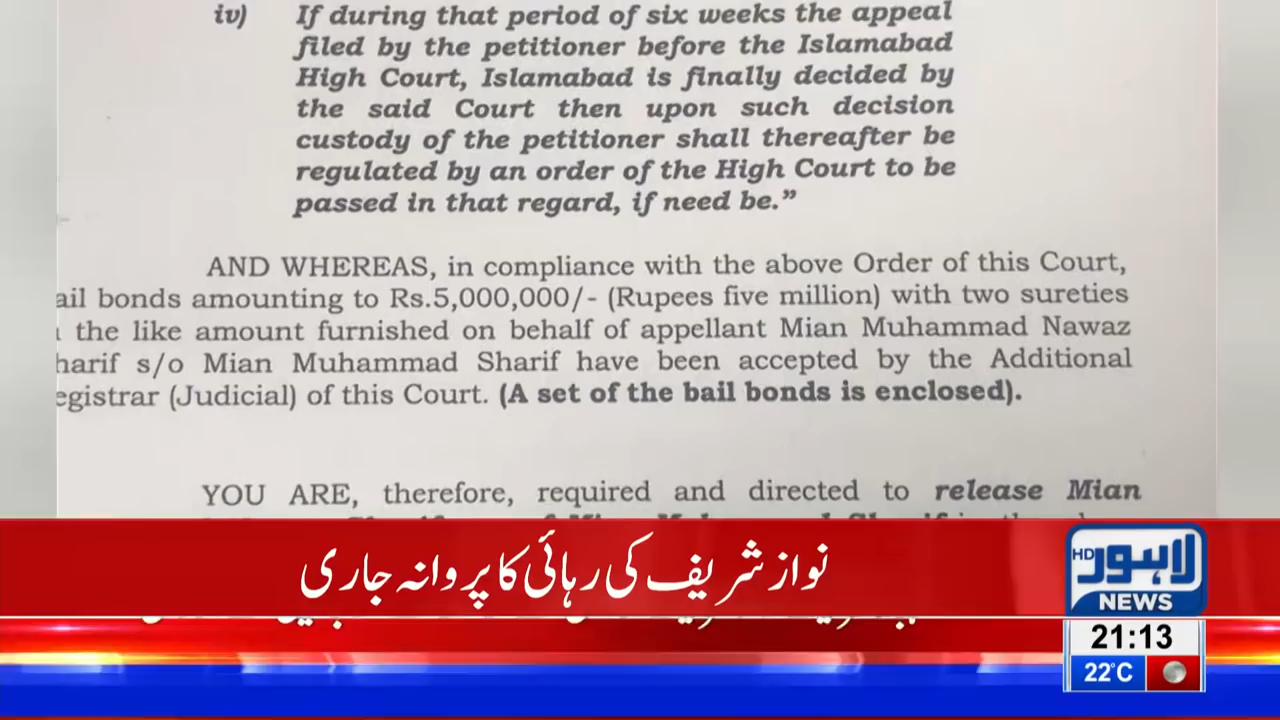 iv) If during that period of six weeks the appeal
filed by the petitioner before the Islamabad
High Court, Islamabad is finally decided by
the said Court then upon such decision
custody of the petitioner shall thereafter be
regulated by an order of the High Court to be
passed in that regard, if need be.”
AND WHEREAS, in compliance with the above Order of this Court,
ail bonds amounting to Rs.5,000,000/- (Rupees five million) with two sureties
the like amount furnished on behalf of appellant Mian Muhammad Nawaz
harif s/o Mian Muhammad Sharif have been accepted by the Additional
egistrar (Judicial) of this Court. (A set of the bail bonds is enclosed).
YOU ARE, therefore, required and directed to release Mian
نواز شریف کی رہائی کا پروانہ جاری
HD لاہور
NEWS
21:13
22°C